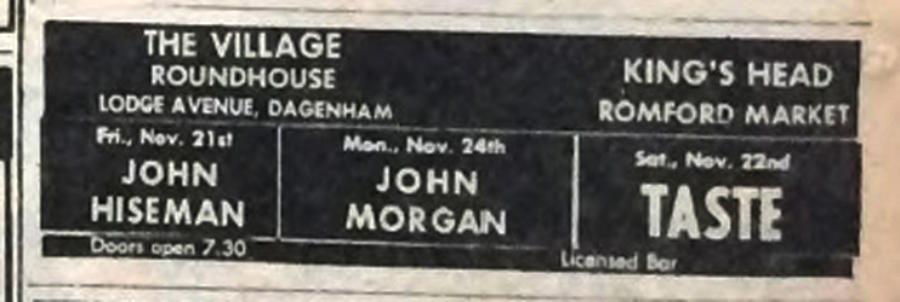 THE VILLAGE
ROUNDHOUSE
LODGE AVENUE, DAGENHAM
Fri., Nov. 21st
JOHN
HISEMAN
Doors open 7.30
Mon., Nov. 24th
JOHN
MORGAN
KING'S HEAD
ROMFORD MARKET
Sat., Nov. 22nd
TASTE
Licensed Bar